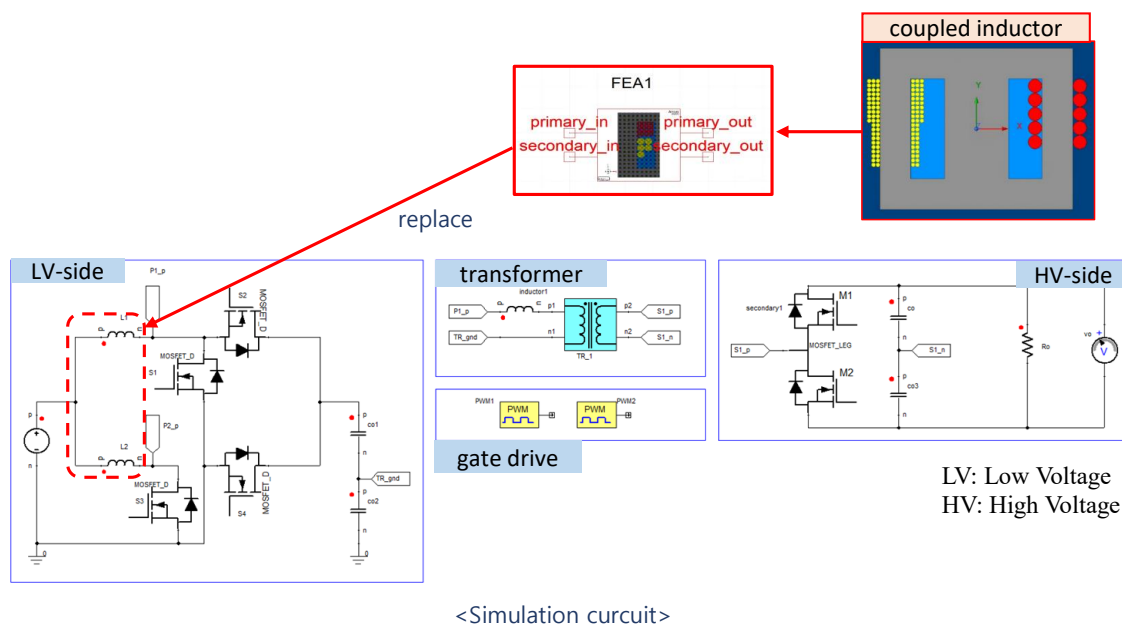 coupled inductor
Y
X
FEA1
primary_in
primary_out
secondary_in
secondary_out
replace
LV-side
P1_p
L1
p
n
S2
MOSFET_D
MOSFET_D
S1
P2_p
p
n
L2
p
n
MOSFET_D
S3
S4
MOSFET_D
p
co1
n
TR_gnd
p
co2
n
0
0
transformer
inductor1
P1_p
p
n
p1
p2
S1_p
TR_gnd
n1
n2
S1_n
TR_1
PWM1
PWM
PWM
PWM2
gate drive
HV-side
secondary1
M1
MOSFET_LEG
S1_p
M2
p
co
n
S1_n
p
co3
n
p
Ro
n
vo
+
V
LV: Low Voltage
HV: High Voltage
<Simulation curcuit>